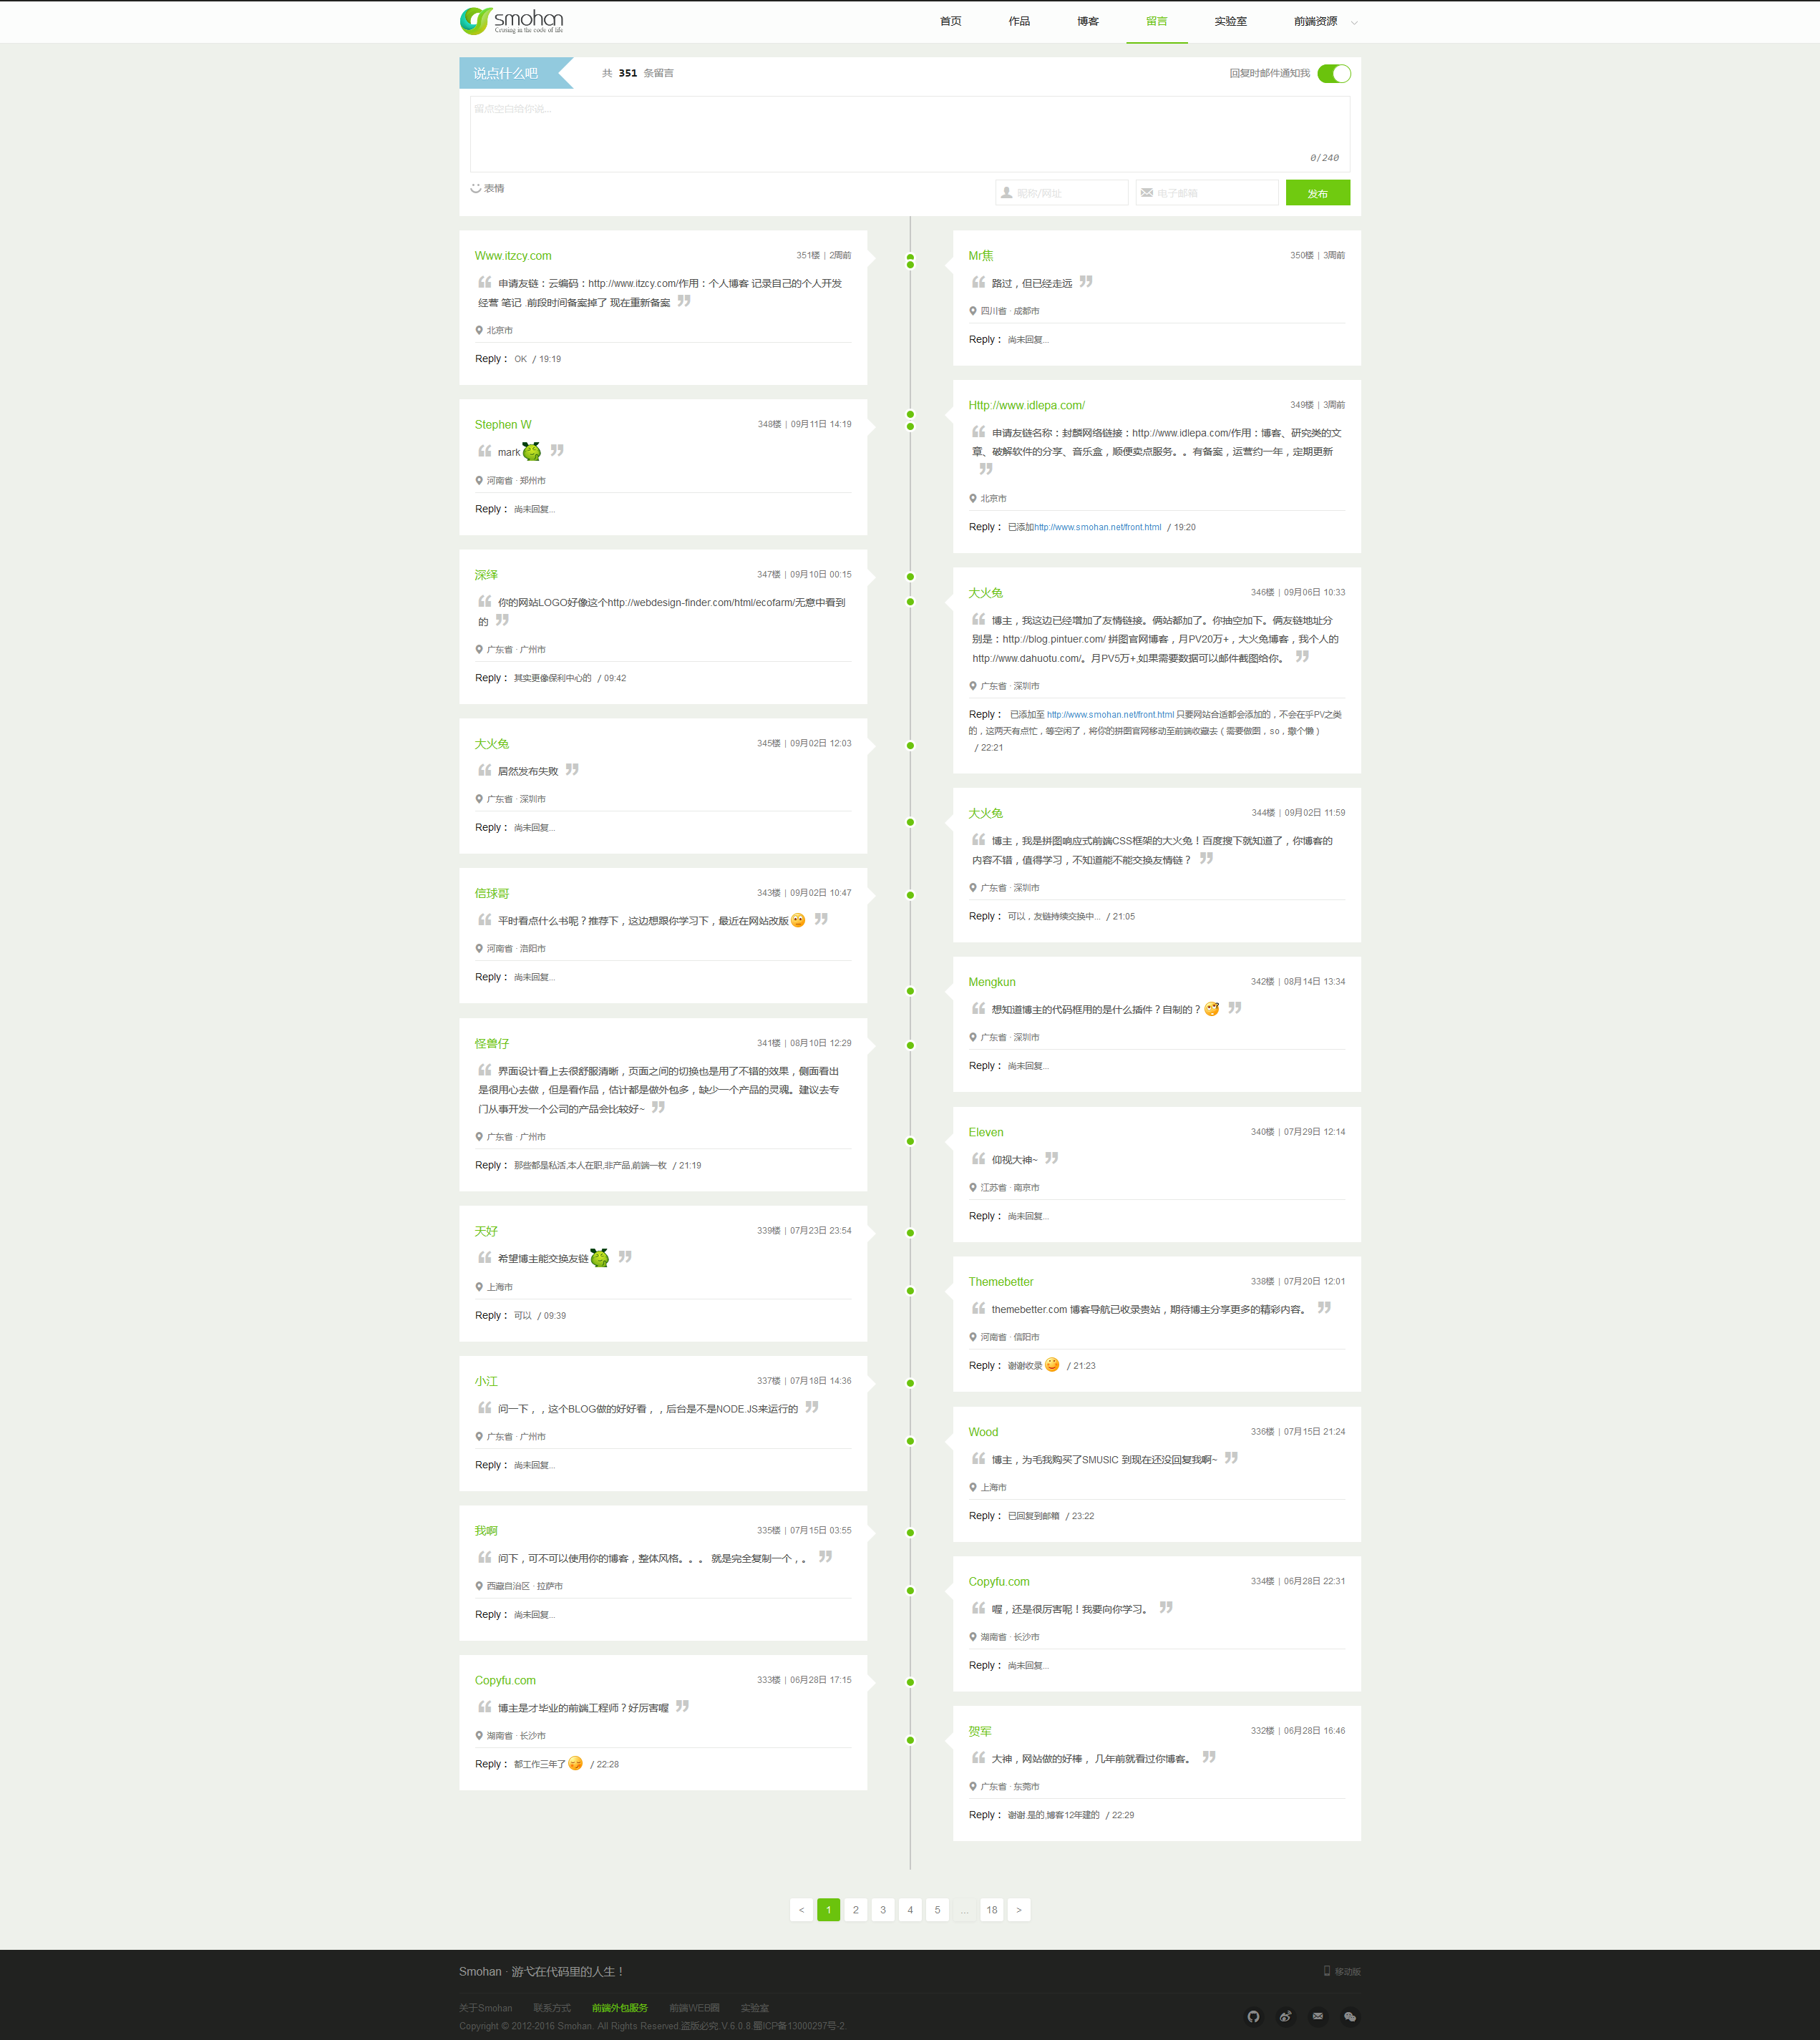 smohan
Cruising in the code of life
首页
作品
博客
留言
实验室
前端资源
说点什么吧
共 351 条留言
回复时邮件通知我
留点空白给你说...
0/240
表情
昵称/网址
电子邮箱
发布
Www.itzcy.com
351楼 | 2周前
申请友链：云编码：http://www.itzcy.com/作用：个人博客 记录自己的个人开发
经营 笔记 .前段时间备案掉了 现在重新备案
北京市
Reply： OK / 19:19
Mr焦
350楼 | 3周前
路过，但已经走远
四川省 · 成都市
Reply： 尚未回复...
Http://www.idlepa.com/
349楼 | 3周前
申请友链名称：封麟网络链接：http://www.idlepa.com/作用：博客、研究类的文
章、破解软件的分享、音乐盒，顺便卖点服务。。有备案，运营约一年，定期更新
北京市
Reply： 已添加http://www.smohan.net/front.html / 19:20
Stephen W
348楼 | 09月11日 14:19
mark
河南省 · 郑州市
Reply： 尚未回复...
深绎
347楼 | 09月10日 00:15
你的网站LOGO好像这个http://webdesign-finder.com/html/ecofarm/无意中看到
的
广东省 · 广州市
Reply： 其实更像保利中心的 / 09:42
大火兔
346楼 | 09月06日 10:33
博主，我这边已经增加了友情链接。俩站都加了。你抽空加下。俩友链地址分
别是：http://blog.pintuer.com/ 拼图官网博客，月PV20万+，大火兔博客，我个人的
http://www.dahuotu.com/。月PV5万+,如果需要数据可以邮件截图给你。
广东省 · 深圳市
Reply： 已添加至 http://www.smohan.net/front.html 只要网站合适都会添加的，不会在乎PV之类
的，这两天有点忙，等空闲了，将你的拼图官网移动至前端收藏去（需要做图，so，撒个懒）
/ 22:21
大火兔
345楼 | 09月02日 12:03
居然发布失败
广东省 · 深圳市
Reply： 尚未回复...
大火兔
344楼 | 09月02日 11:59
博主，我是拼图响应式前端CSS框架的大火兔！百度搜下就知道了，你博客的
内容不错，值得学习，不知道能不能交换友情链？
广东省 · 深圳市
Reply： 可以，友链持续交换中... / 21:05
信球哥
343楼 | 09月02日 10:47
平时看点什么书呢？推荐下，这边想跟你学习下，最近在网站改版
河南省 · 洛阳市
Reply： 尚未回复...
Mengkun
342楼 | 08月14日 13:34
想知道博主的代码框用的是什么插件？自制的？
广东省 · 深圳市
Reply： 尚未回复...
怪兽仔
341楼 | 08月10日 12:29
界面设计看上去很舒服清晰，页面之间的切换也是用了不错的效果，侧面看出
是很用心去做，但是看作品，估计都是做外包多，缺少一个产品的灵魂。建议去专
门从事开发一个公司的产品会比较好~
广东省 · 广州市
Reply： 那些都是私活.本人在职,非产品,前端一枚 / 21:19
Eleven
340楼 | 07月29日 12:14
仰视大神~
江苏省 · 南京市
Reply： 尚未回复...
天好
339楼 | 07月23日 23:54
希望博主能交换友链
上海市
Reply： 可以 / 09:39
Themebetter
338楼 | 07月20日 12:01
themebetter.com 博客导航已收录贵站，期待博主分享更多的精彩内容。
河南省 · 信阳市
Reply： 谢谢收录 / 21:23
小江
337楼 | 07月18日 14:36
问一下，，这个BLOG做的好好看，，后台是不是NODE.JS来运行的
广东省 · 广州市
Reply： 尚未回复...
Wood
336楼 | 07月15日 21:24
博主，为毛我购买了SMUSIC 到现在还没回复我啊~
上海市
Reply： 已回复到邮箱 / 23:22
我啊
335楼 | 07月15日 03:55
问下，可不可以使用你的博客，整体风格。。。 就是完全复制一个，。
西藏自治区 · 拉萨市
Reply： 尚未回复...
Copyfu.com
334楼 | 06月28日 22:31
喔，还是很厉害呢！我要向你学习。
湖南省 · 长沙市
Reply： 尚未回复...
Copyfu.com
333楼 | 06月28日 17:15
博主是才毕业的前端工程师？好厉害喔
湖南省 · 长沙市
Reply： 都工作三年了 / 22:28
贺军
332楼 | 06月28日 16:46
大神，网站做的好棒， 几年前就看过你博客。
广东省 · 东莞市
Reply： 谢谢.是的,博客12年建的 / 22:29
< 1 2 3 4 5 ... 18 >
Smohan · 游弋在代码里的人生！
移动版
关于Smohan
联系方式
前端外包服务
前端WEB圈
实验室
Copyright © 2012-2016 Smohan. All Rights Reserved.盗版必究.V.6.0.8.蜀ICP备13000297号-2.